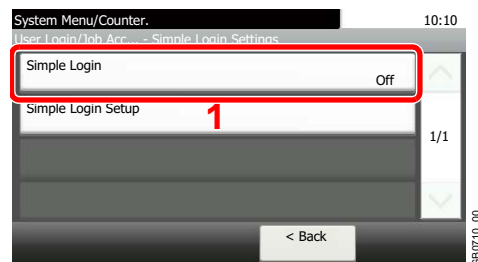 System Menu/Counter.
10:10
User Login/Job Acc... - Simple Login Settings
Simple Login
Off
Simple Login Setup
1
1/1
< Back